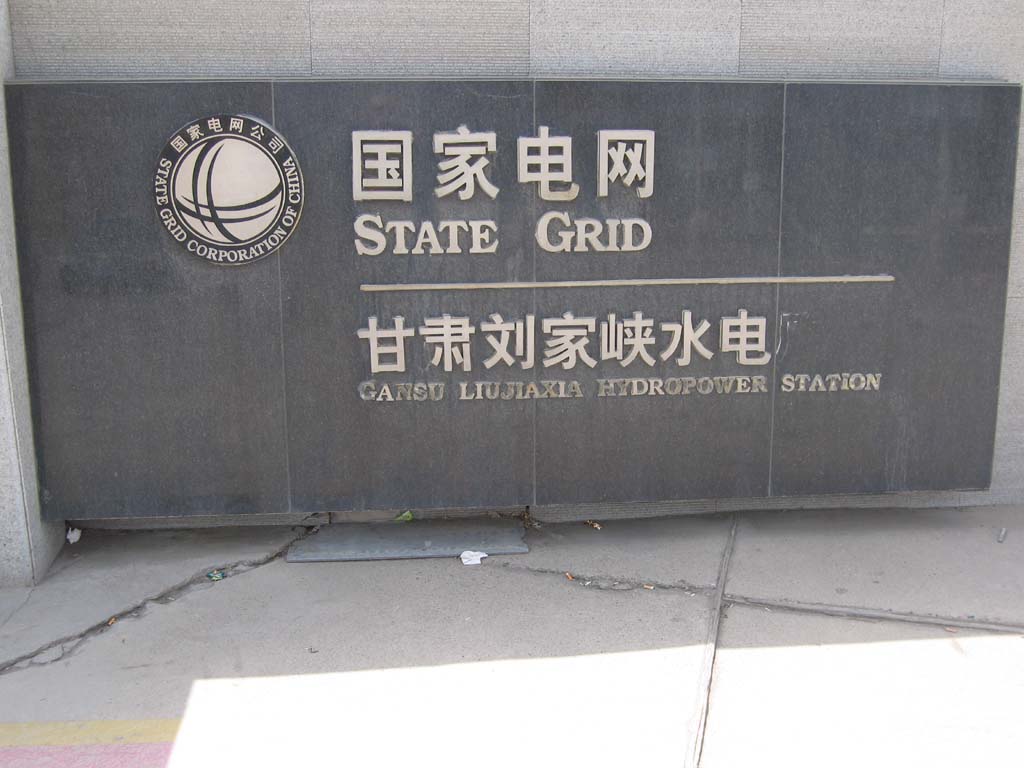 国家电网公司
STATE GRID CORPORATION OF CHINA
国家电网
STATE GRID
甘肃刘家峡水电
GANSU LIUJIAXIA HYDROPOWER STATION